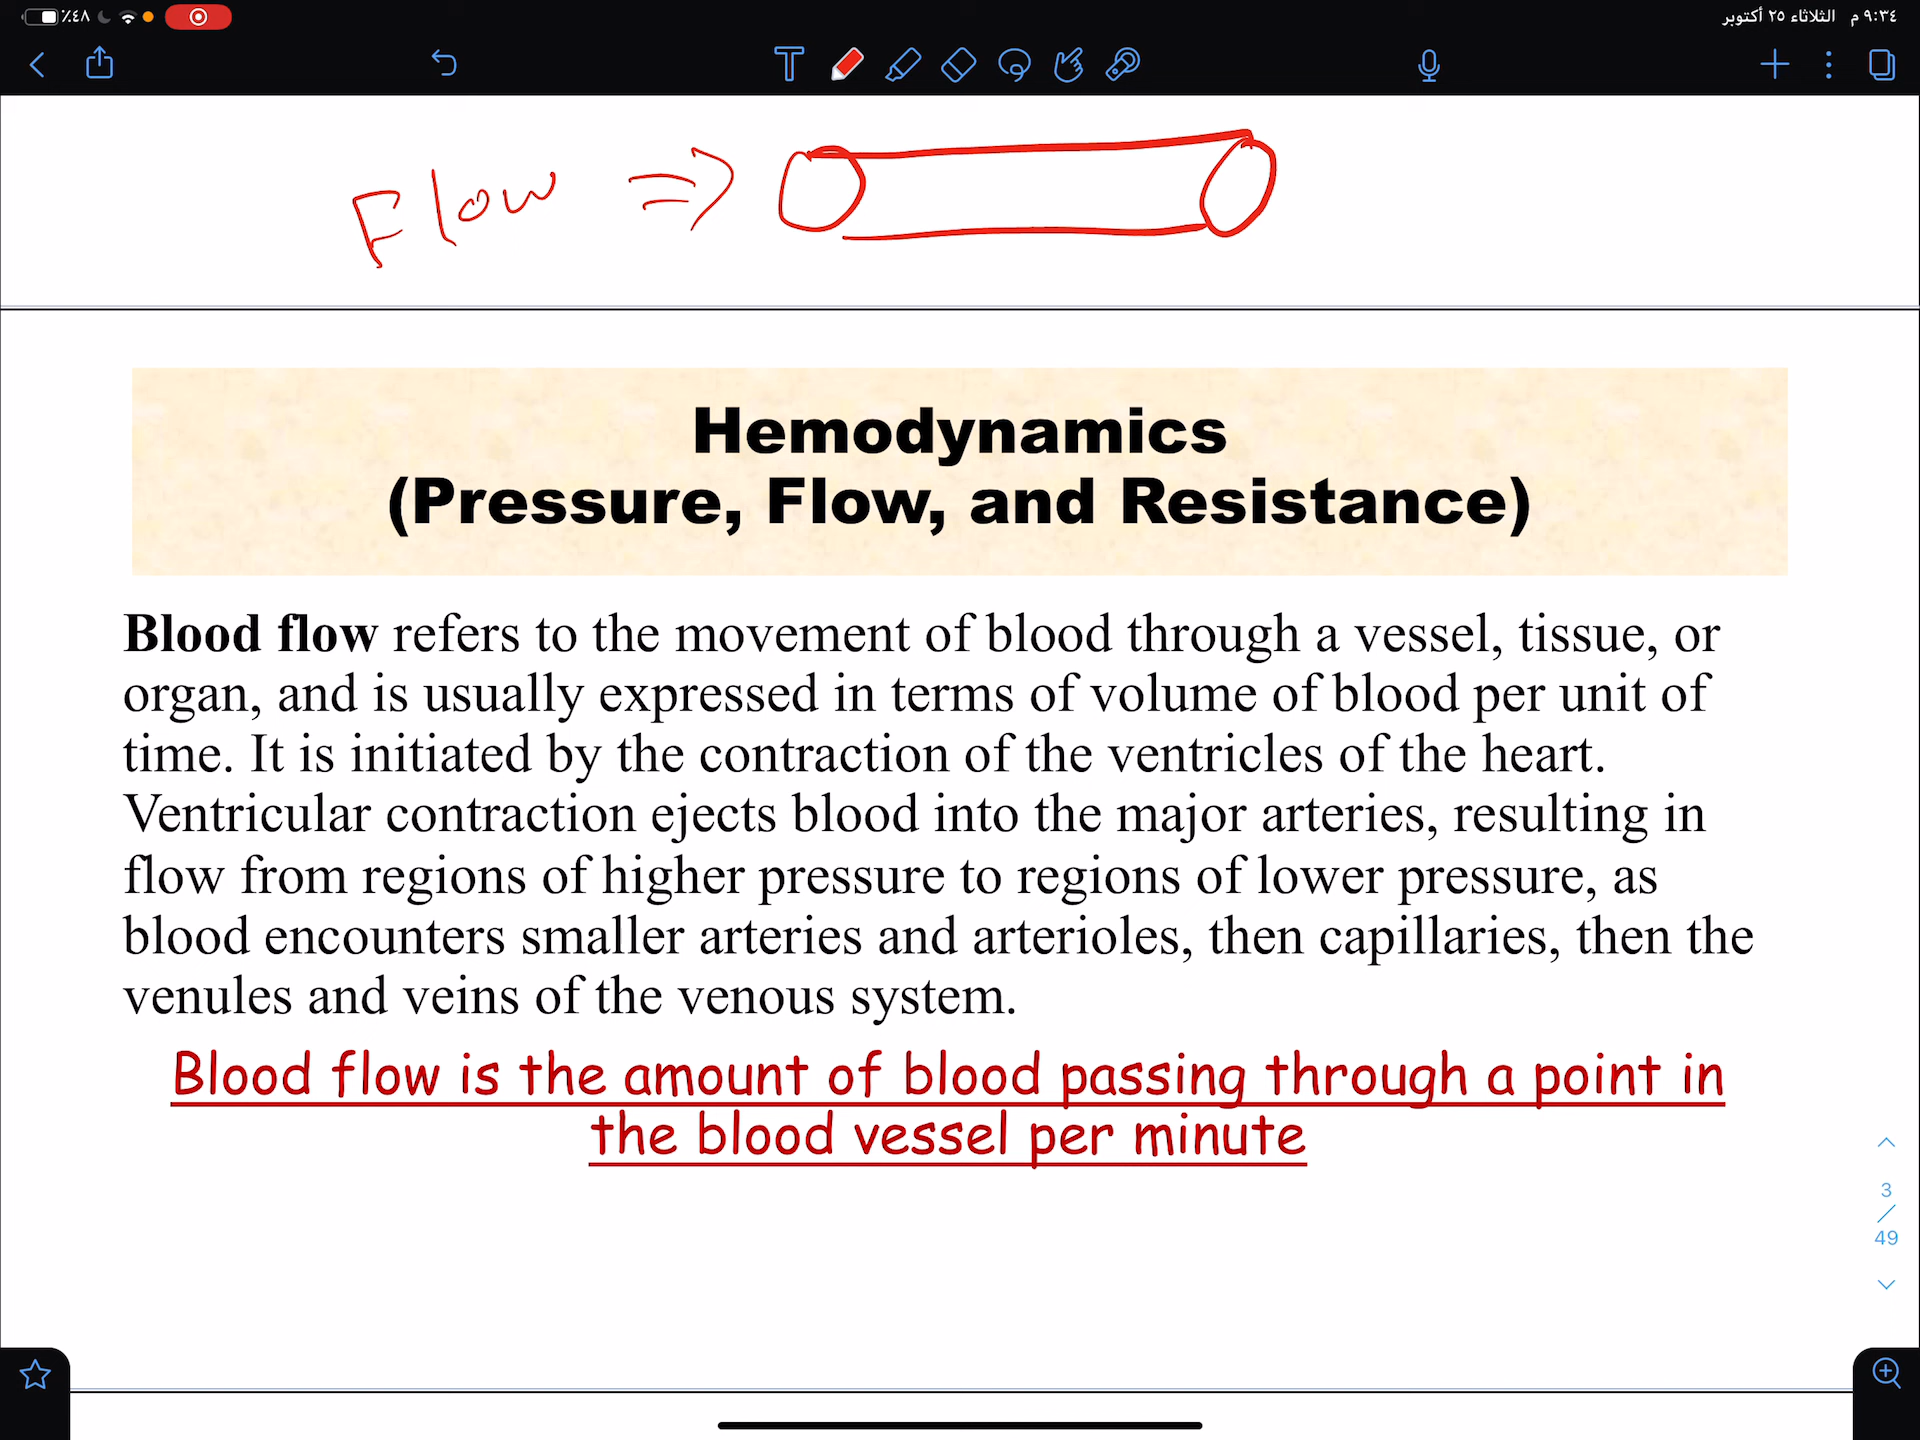 ٪٤٨
٩:٣٤ م الثلاثاء ٢٥ أكتوبر
T
Flow =>
Hemodynamics
(Pressure, Flow, and Resistance)
Blood flow refers to the movement of blood through a vessel, tissue, or
organ, and is usually expressed in terms of volume of blood per unit of
time. It is initiated by the contraction of the ventricles of the heart.
Ventricular contraction ejects blood into the major arteries, resulting in
flow from regions of higher pressure to regions of lower pressure, as
blood encounters smaller arteries and arterioles, then capillaries, then the
venules and veins of the venous system.
Blood flow is the amount of blood passing through a point in
the blood vessel per minute
3
/
49